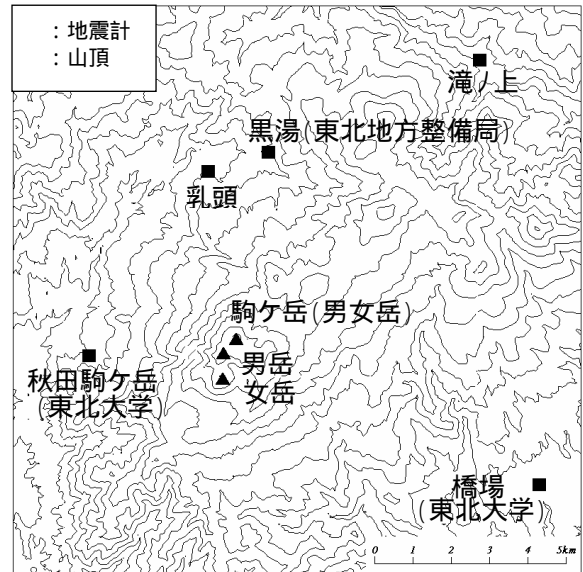 ：地震計
：山頂
滝ノ上
黒湯(東北地方整備局)
乳頭
駒ケ岳(男女岳)
男岳
女岳
秋田駒ケ岳
(東北大学)
橋場
(東北大学)
0 1 2 3 4 5km